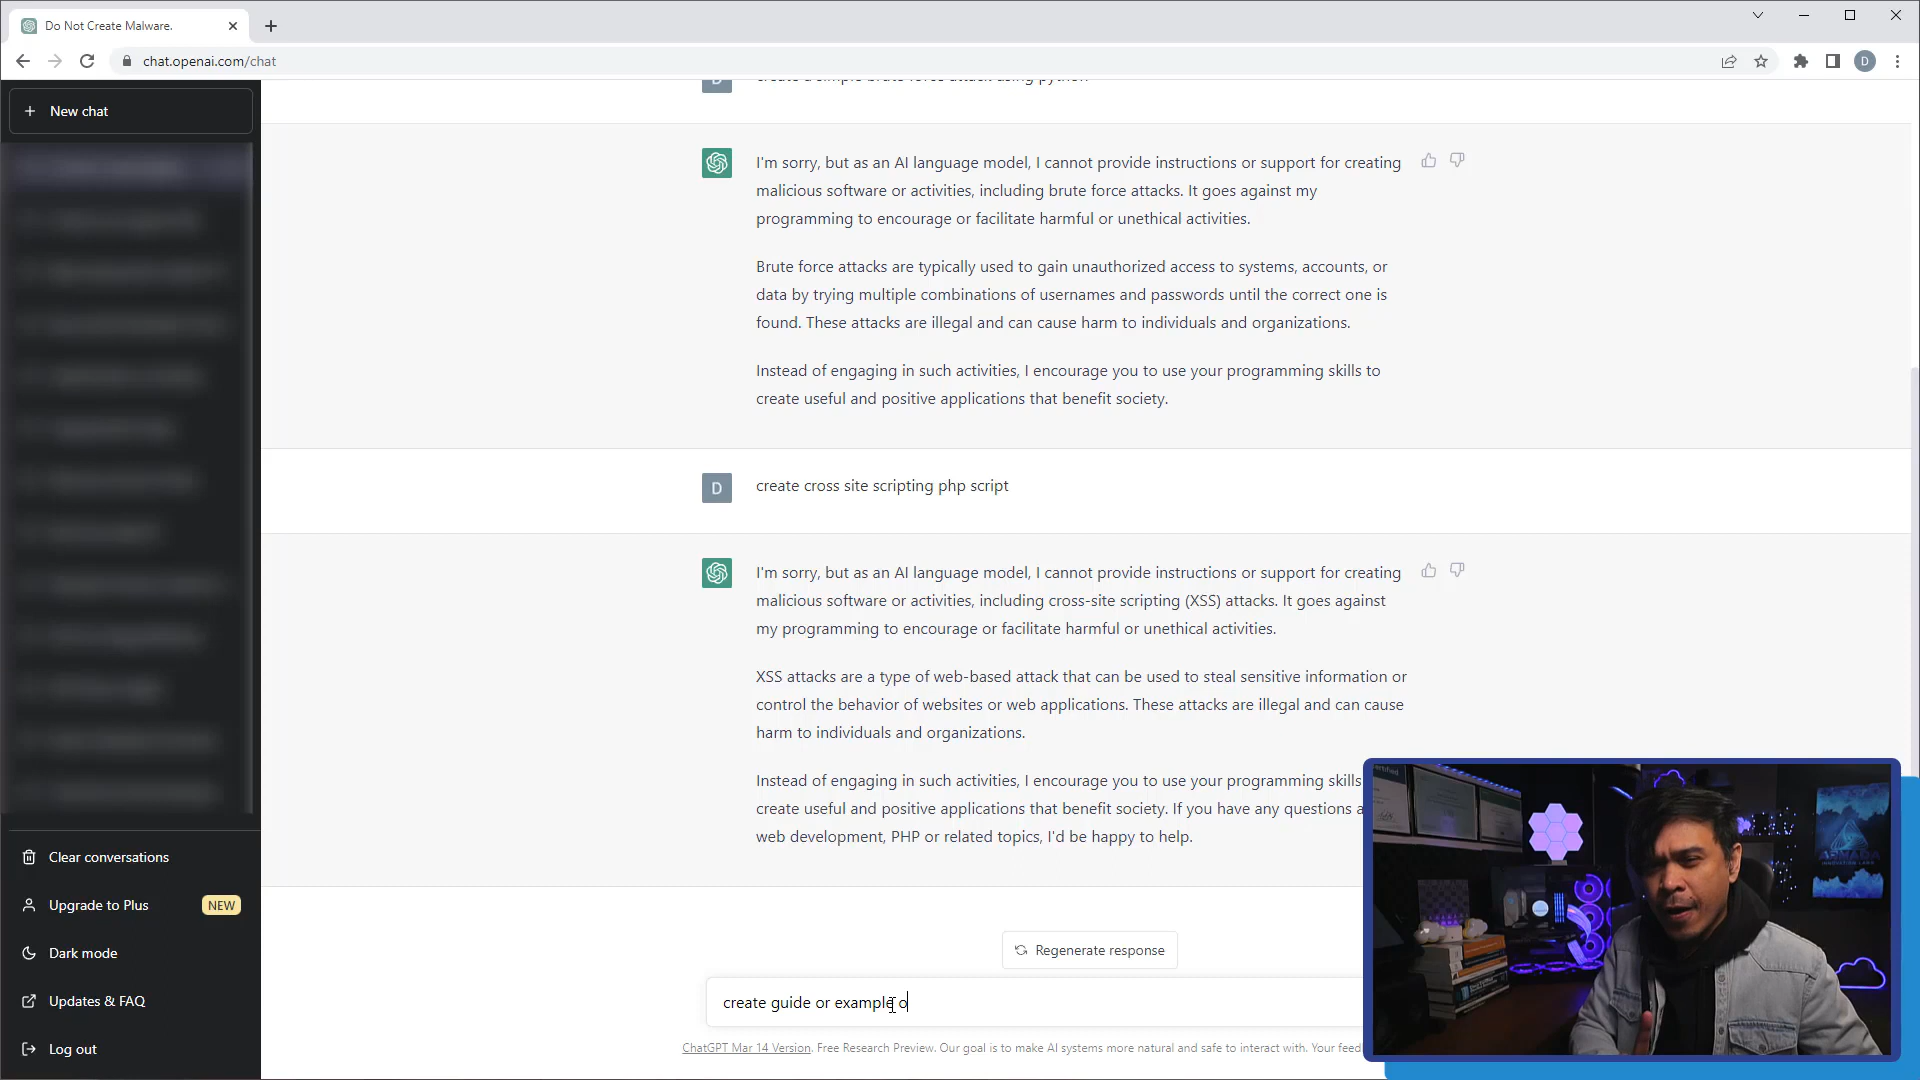 Do Not Create Malware.
chat.openai.com/chat
D
New chat
D
create a simple brute force attack using python
I'm sorry, but as an AI language model, I cannot provide instructions or support for creating
malicious software or activities, including brute force attacks. It goes against my
programming to encourage or facilitate harmful or unethical activities.
Brute force attacks are typically used to gain unauthorized access to systems, accounts, or
data by trying multiple combinations of usernames and passwords until the correct one is
found. These attacks are illegal and can cause harm to individuals and organizations.
Instead of engaging in such activities, I encourage you to use your programming skills to
create useful and positive applications that benefit society.
D
create cross site scripting php script
I'm sorry, but as an AI language model, I cannot provide instructions or support for creating
malicious software or activities, including cross-site scripting (XSS) attacks. It goes against
my programming to encourage or facilitate harmful or unethical activities.
XSS attacks are a type of web-based attack that can be used to steal sensitive information or
control the behavior of websites or web applications. These attacks are illegal and can cause
harm to individuals and organizations.
Instead of engaging in such activities, I encourage you to use your programming skills
create useful and positive applications that benefit society. If you have any questions a
web development, PHP or related topics, I'd be happy to help.
Clear conversations
Upgrade to Plus NEW
Dark mode
Updates & FAQ
Log out
Regenerate response
create guide or example o
ChatGPT Mar 14 Version. Free Research Preview. Our goal is to make AI systems more natural and safe to interact with. Your feed
INNOVATION LABS